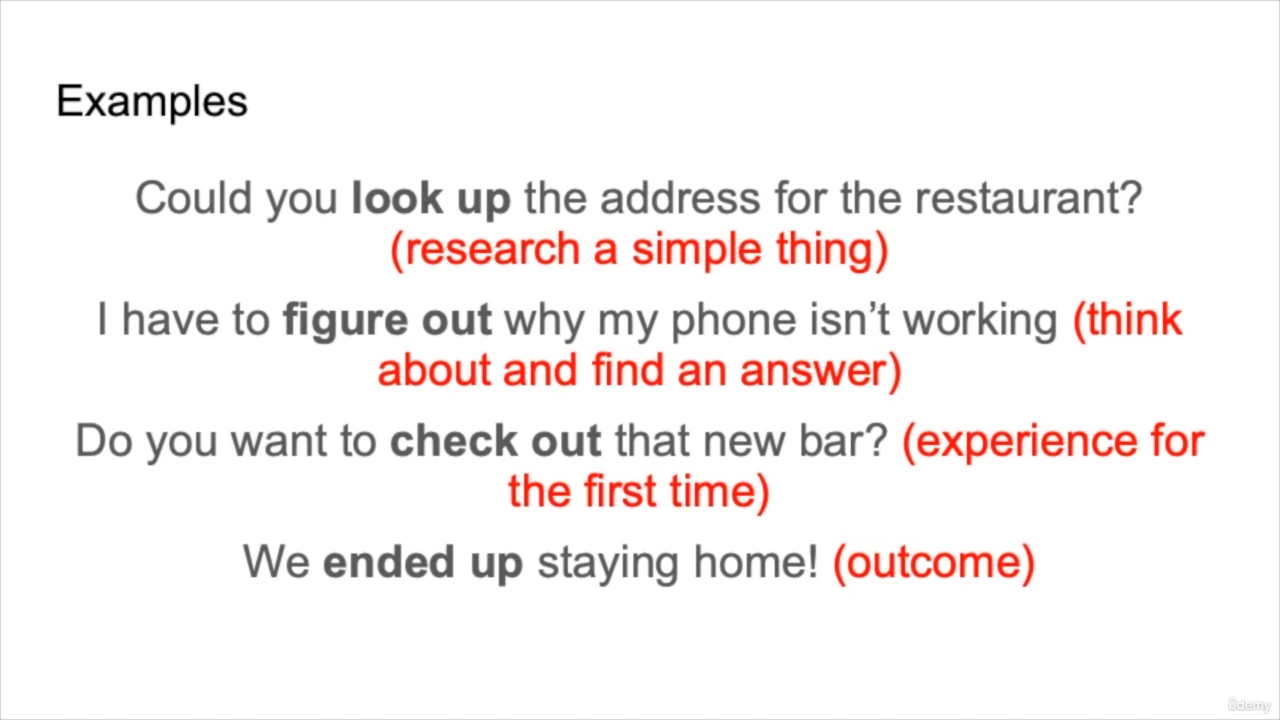 Examples
Could you look up the address for the restaurant?
(research a simple thing)
I have to figure out why my phone isn’t working (think
about and find an answer)
Do you want to check out that new bar? (experience for
the first time)
We ended up staying home! (outcome)
ûdemy